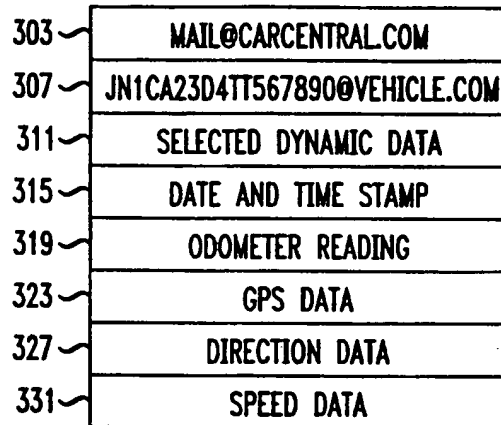 303 MAIL@CARCENTRAL.COM
307 JN1CA23D4TT567890@VEHICLE.COM
311 SELECTED DYNAMIC DATA
315 DATE AND TIME STAMP
319 ODOMETER READING
323 GPS DATA
327 DIRECTION DATA
331 SPEED DATA